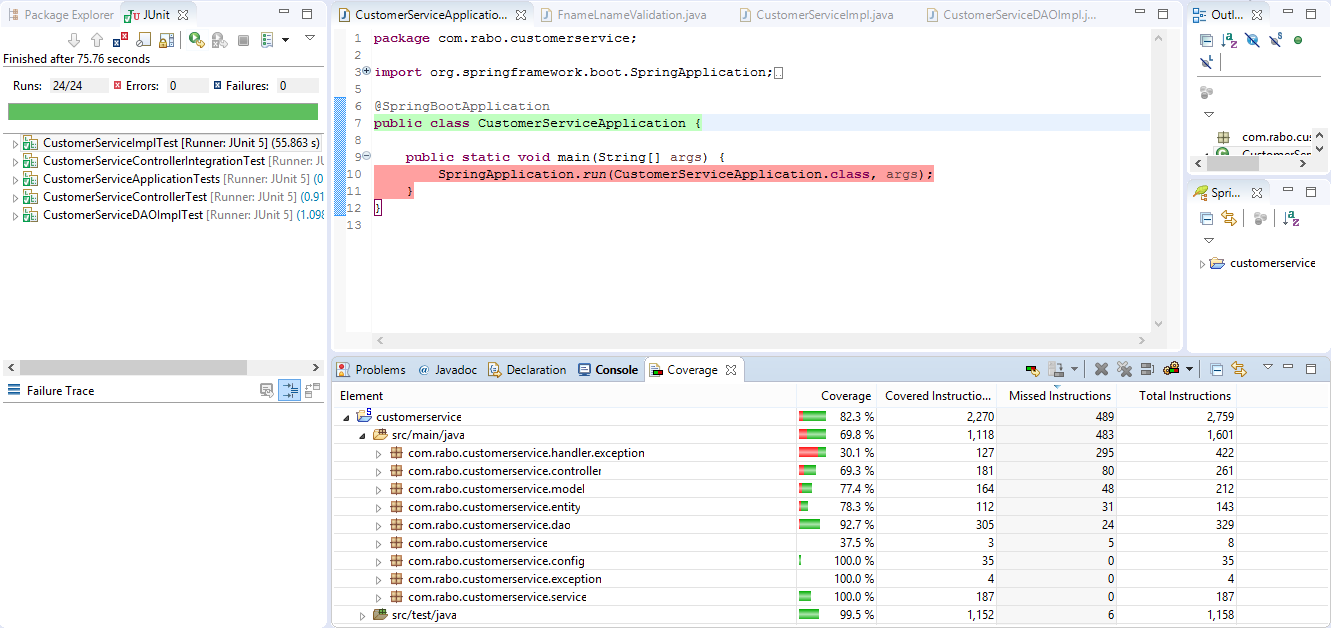 Package Explorer JUnit
Finished after 75.76 seconds
Runs: 24/24 Errors: 0 Failures: 0
CustomerServiceImplTest [Runner: JUnit 5] (55.863 s)
CustomerServiceControllerIntegrationTest [Runner: JU
CustomerServiceApplicationTests [Runner: JUnit 5] (0
CustomerServiceControllerTest [Runner: JUnit 5] (0.91
CustomerServiceDAOImplTest [Runner: JUnit 5] (1.098
Failure Trace
CustomerServiceApplicatio... FnameLnameValidation.java CustomerServiceImpl.java CustomerServiceDAOImpl.j...
1 package com.rabo.customerservice;
2
3 import org.springframework.boot.SpringApplication;
5
6 @SpringBootApplication
7 public class CustomerServiceApplication {
8
9 public static void main(String[] args) {
10 SpringApplication.run(CustomerServiceApplication.class, args);
11 }
12 }
13
Outl...
com.rabo.cu
CustomerSer
Spri...
customerservice
Problems @ Javadoc Declaration Console Coverage
Element Coverage Covered Instructio... Missed Instructions Total Instructions
customerservice 82.3 % 2,270 489 2,759
src/main/java 69.8 % 1,118 483 1,601
com.rabo.customerservice.handler.exception 30.1 % 127 295 422
com.rabo.customerservice.controller 69.3 % 181 80 261
com.rabo.customerservice.model 77.4 % 164 48 212
com.rabo.customerservice.entity 78.3 % 112 31 143
com.rabo.customerservice.dao 92.7 % 305 24 329
com.rabo.customerservice 37.5 % 3 5 8
com.rabo.customerservice.config 100.0 % 35 0 35
com.rabo.customerservice.exception 100.0 % 4 0 4
com.rabo.customerservice.service 100.0 % 187 0 187
src/test/java 99.5 % 1,152 6 1,158